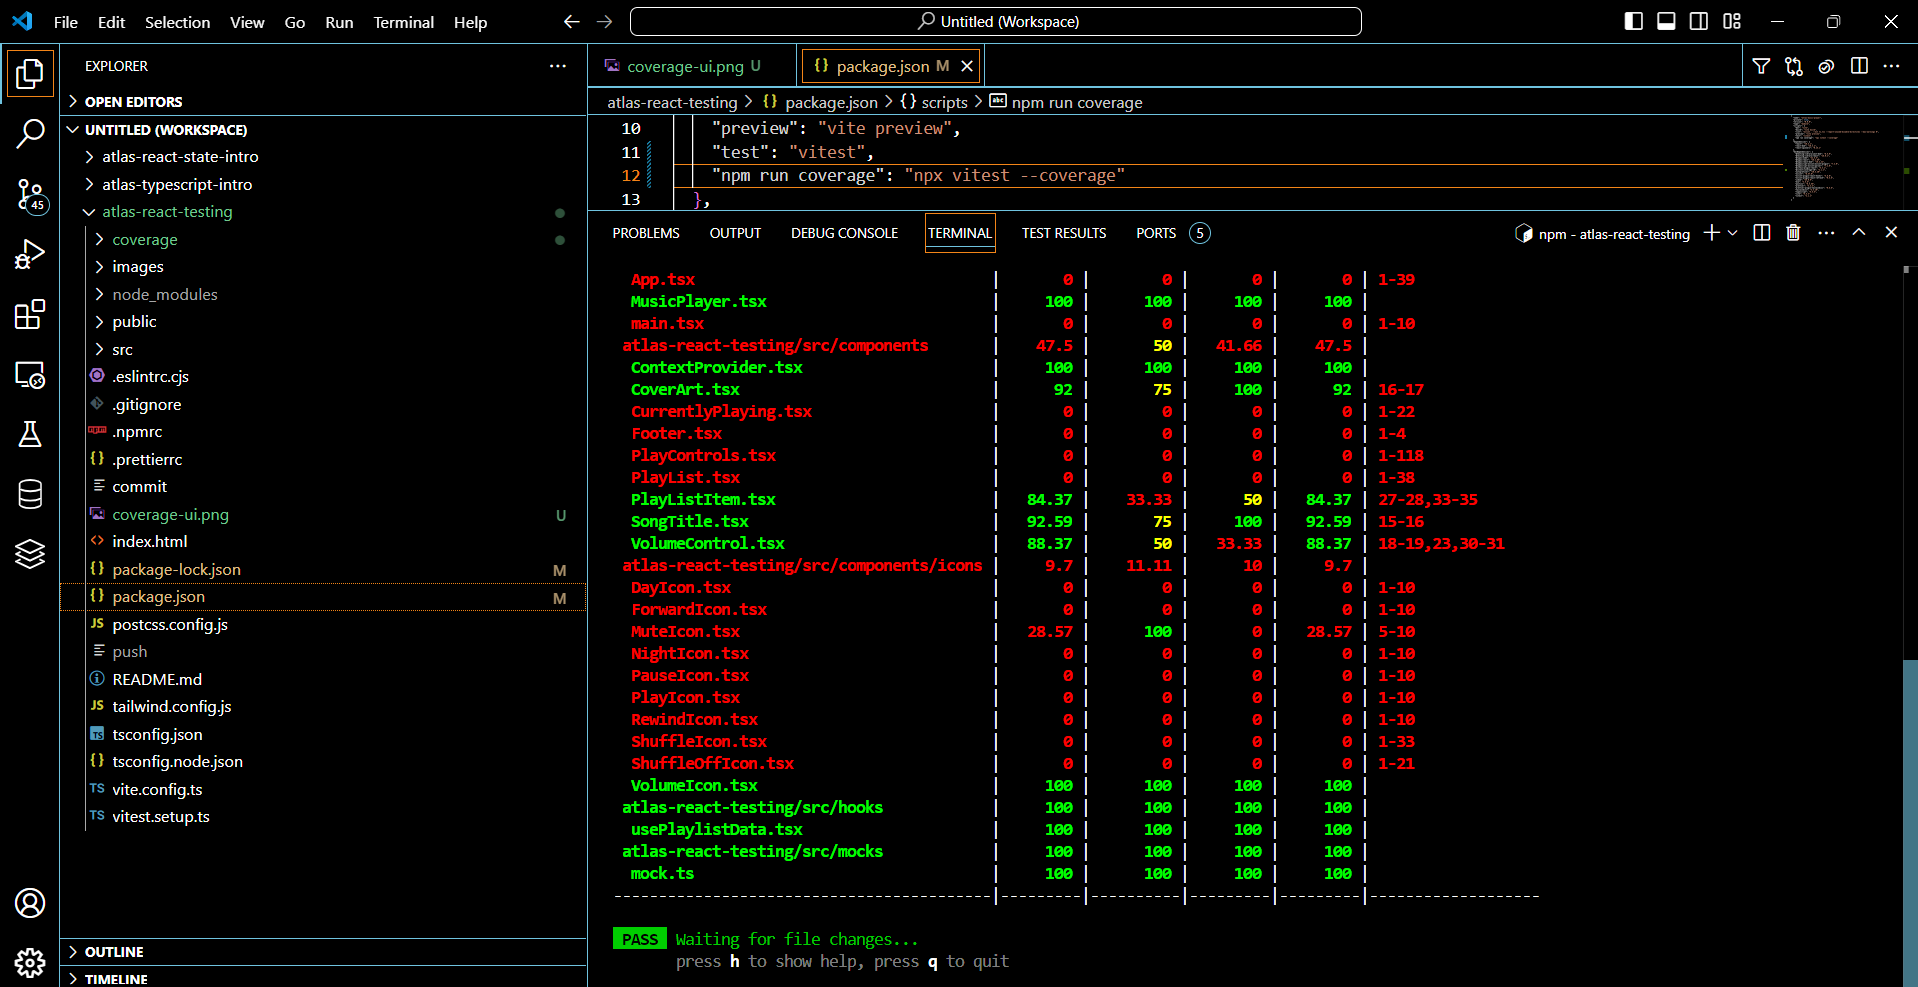 File Edit Selection View Go Run Terminal Help
Untitled (Workspace)
EXPLORER
OPEN EDITORS
UNTITLED (WORKSPACE)
atlas-react-state-intro
atlas-typescript-intro
atlas-react-testing
coverage
images
node_modules
public
src
.eslintrc.cjs
.gitignore
.npmrc
.prettierrc
commit
coverage-ui.png U
index.html
package-lock.json M
package.json M
postcss.config.js
push
README.md
tailwind.config.js
tsconfig.json
tsconfig.node.json
vite.config.ts
vitest.setup.ts
OUTLINE
TIMELINE
45
coverage-ui.png U
{} package.json M
atlas-react-testing > {} package.json > {} scripts > abc npm run coverage
10 "preview": "vite preview",
11 "test": "vitest",
12 "npm run coverage": "npx vitest --coverage"
13 },
PROBLEMS OUTPUT DEBUG CONSOLE TERMINAL TEST RESULTS PORTS 5
npm - atlas-react-testing
App.tsx | 0 | 0 | 0 | 0 | 1-39
MusicPlayer.tsx | 100 | 100 | 100 | 100 |
main.tsx | 0 | 0 | 0 | 0 | 1-10
atlas-react-testing/src/components | 47.5 | 50 | 41.66 | 47.5 |
ContextProvider.tsx | 100 | 100 | 100 | 100 |
CoverArt.tsx | 92 | 75 | 100 | 92 | 16-17
CurrentlyPlaying.tsx | 0 | 0 | 0 | 0 | 1-22
Footer.tsx | 0 | 0 | 0 | 0 | 1-4
PlayControls.tsx | 0 | 0 | 0 | 0 | 1-118
PlayList.tsx | 0 | 0 | 0 | 0 | 1-38
PlayListItem.tsx | 84.37 | 33.33 | 50 | 84.37 | 27-28,33-35
SongTitle.tsx | 92.59 | 75 | 100 | 92.59 | 15-16
VolumeControl.tsx | 88.37 | 50 | 33.33 | 88.37 | 18-19,23,30-31
atlas-react-testing/src/components/icons | 9.7 | 11.11 | 10 | 9.7 |
DayIcon.tsx | 0 | 0 | 0 | 0 | 1-10
ForwardIcon.tsx | 0 | 0 | 0 | 0 | 1-10
MuteIcon.tsx | 28.57 | 100 | 0 | 28.57 | 5-10
NightIcon.tsx | 0 | 0 | 0 | 0 | 1-10
PauseIcon.tsx | 0 | 0 | 0 | 0 | 1-10
PlayIcon.tsx | 0 | 0 | 0 | 0 | 1-10
RewindIcon.tsx | 0 | 0 | 0 | 0 | 1-10
ShuffleIcon.tsx | 0 | 0 | 0 | 0 | 1-33
ShuffleOffIcon.tsx | 0 | 0 | 0 | 0 | 1-21
VolumeIcon.tsx | 100 | 100 | 100 | 100 |
atlas-react-testing/src/hooks | 100 | 100 | 100 | 100 |
usePlaylistData.tsx | 100 | 100 | 100 | 100 |
atlas-react-testing/src/mocks | 100 | 100 | 100 | 100 |
mock.ts | 100 | 100 | 100 | 100 |
PASS Waiting for file changes...
press h to show help, press q to quit